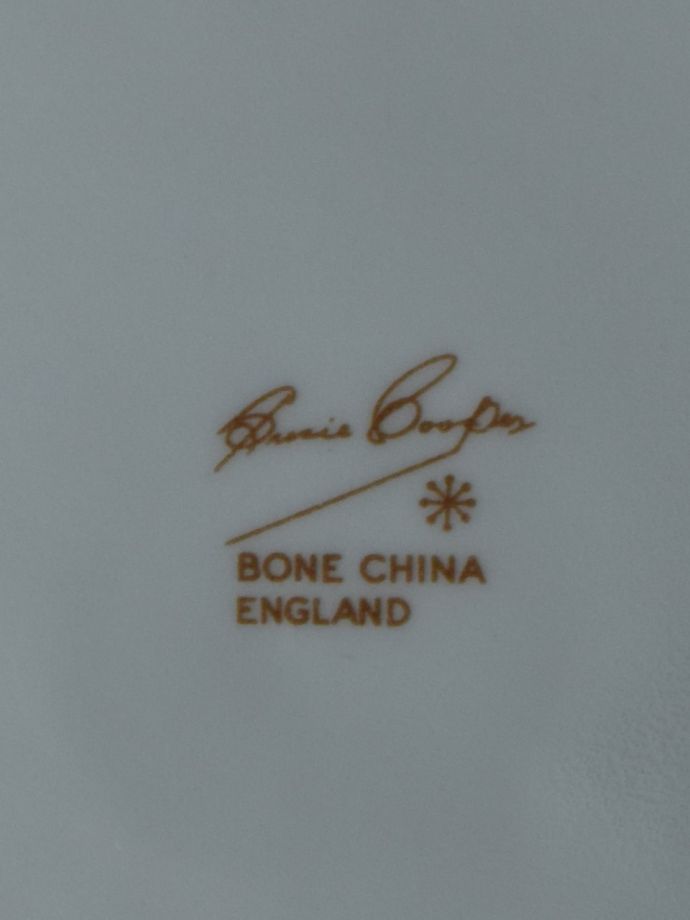 Susie Cooper
BONE CHINA
ENGLAND